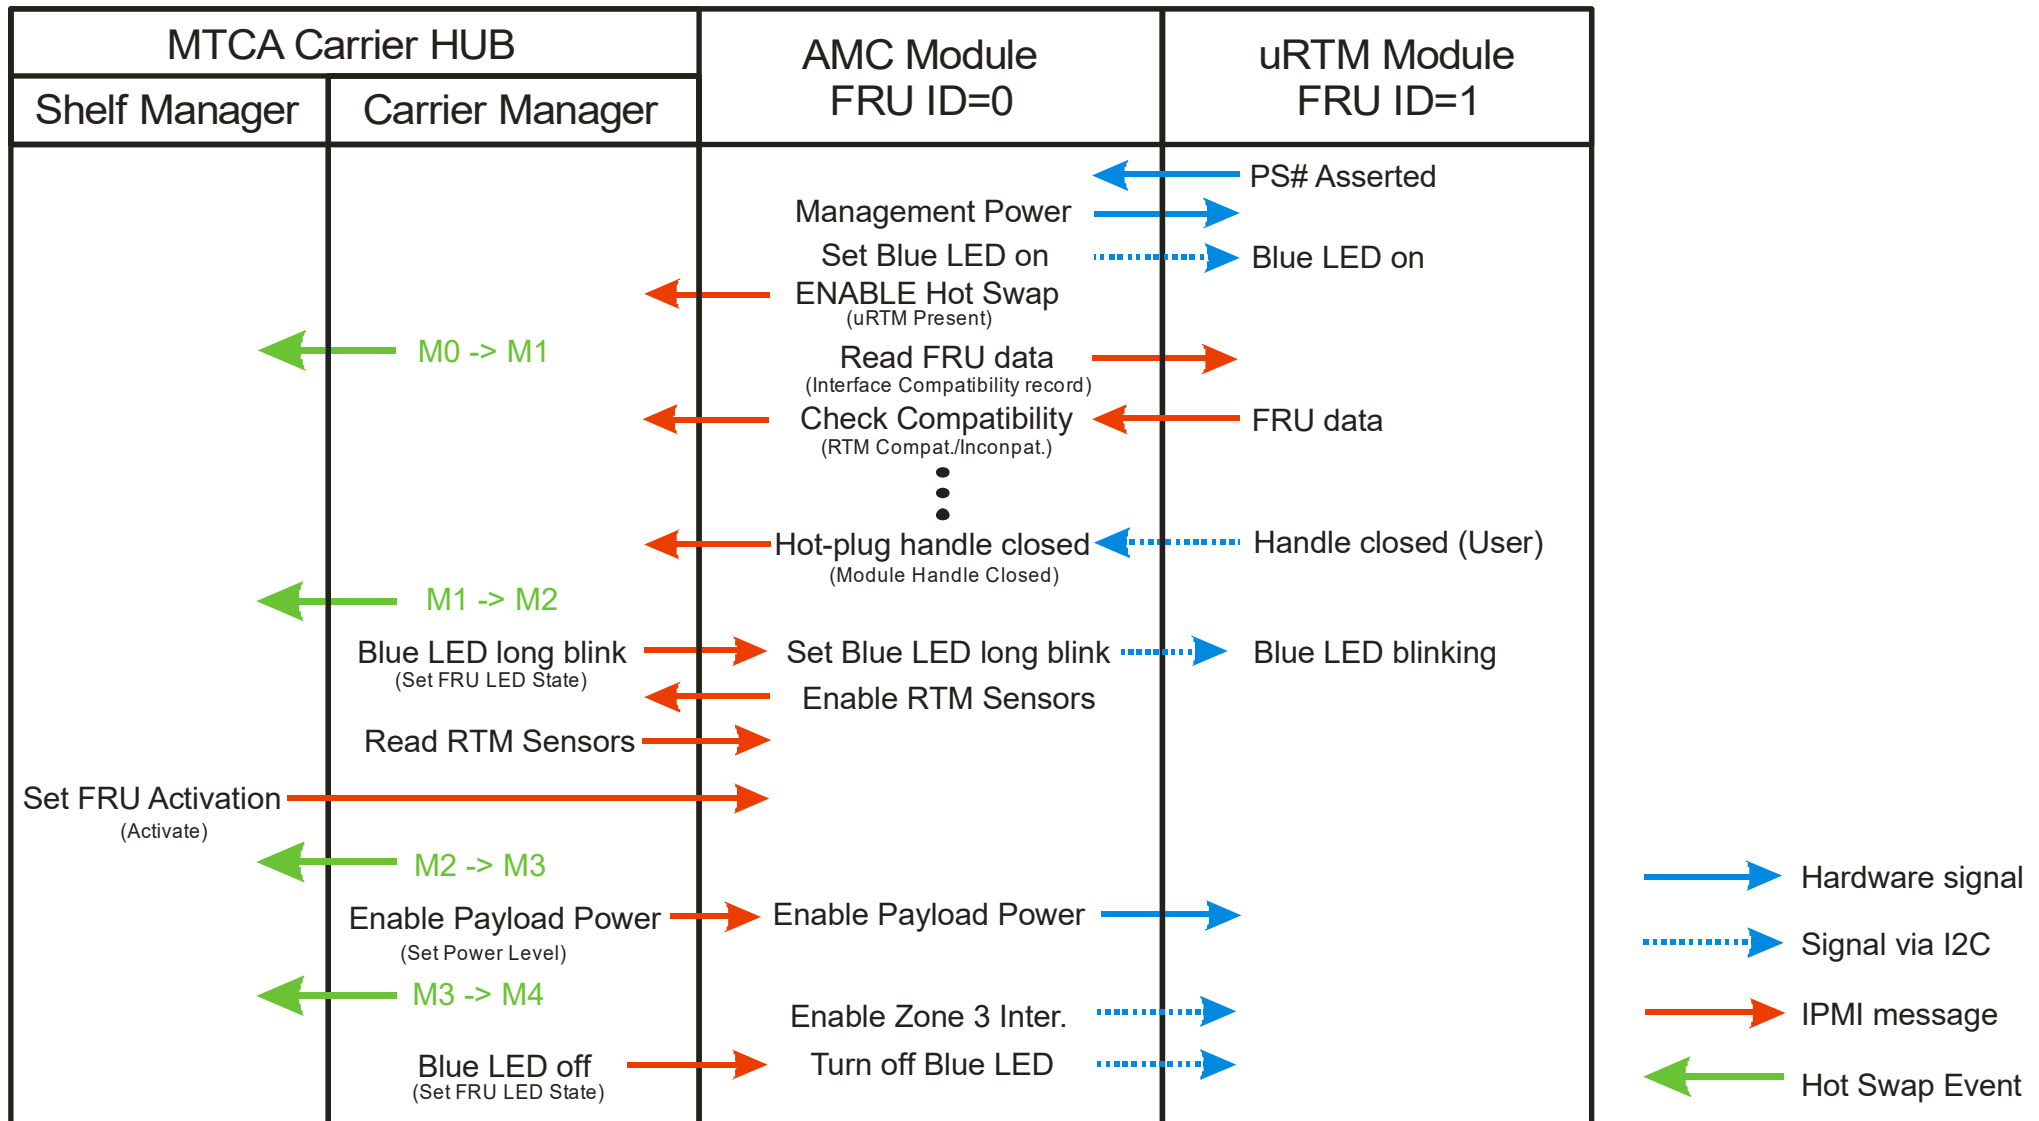 MTCA Carrier HUB
AMC Module
FRU ID=0
uRTM Module
FRU ID=1
Shelf Manager
Carrier Manager
PS# Asserted
Management Power
Set Blue LED on
Blue LED on
ENABLE Hot Swap
(uRTM Present)
M0 -> M1
Read FRU data
(Interface Compatibility record)
Check Compatibility
FRU data
(RTM Compat./Inconpat.)
Hot-plug handle closed
Handle closed (User)
(Module Handle Closed)
M1 -> M2
Blue LED long blink
Set Blue LED long blink
Blue LED blinking
(Set FRU LED State)
Enable RTM Sensors
Read RTM Sensors
Set FRU Activation
(Activate)
M2 -> M3
Enable Payload Power
Enable Payload Power
(Set Power Level)
M3 -> M4
Enable Zone 3 Inter.
Blue LED off
Turn off Blue LED
(Set FRU LED State)
Hardware signal
Signal via I2C
IPMI message
Hot Swap Event